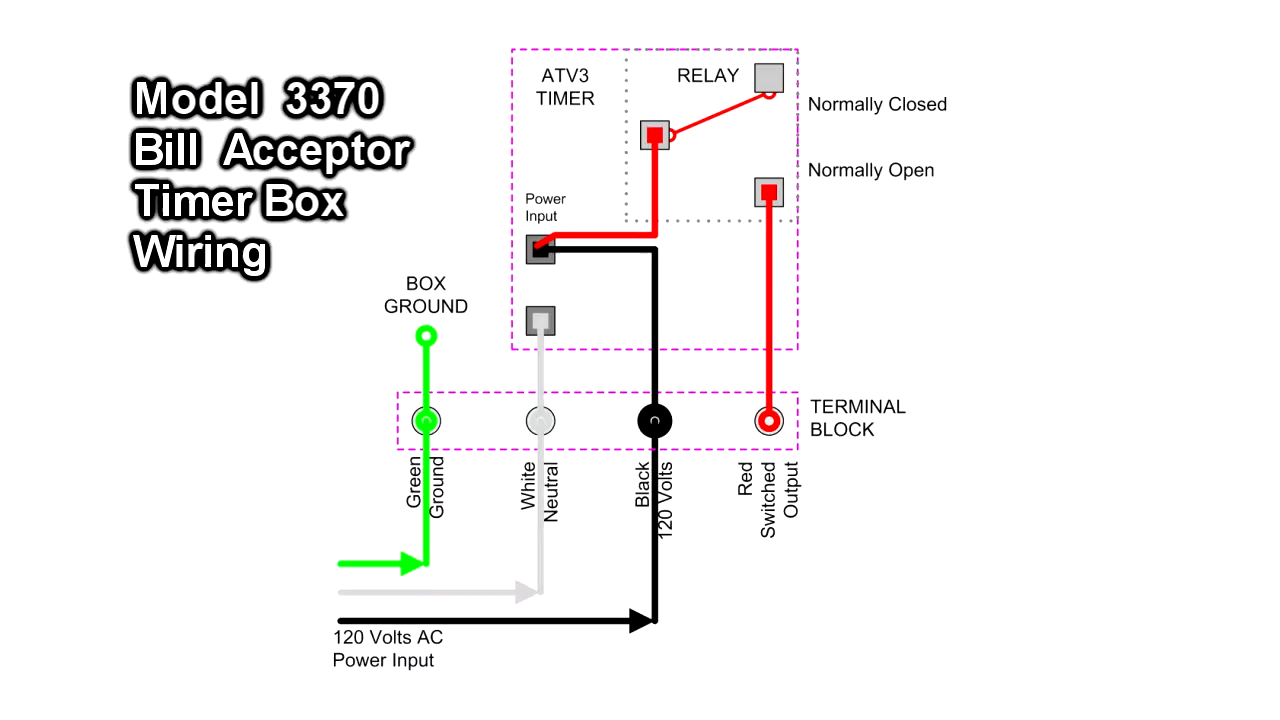 Model 3370
Bill Acceptor
Timer Box
Wiring
ATV3
TIMER
RELAY
Normally Closed
Normally Open
Power
Input
BOX
GROUND
TERMINAL
BLOCK
Green
Ground
White
Neutral
Black
120 Volts
Red
Switched
Output
120 Volts AC
Power Input